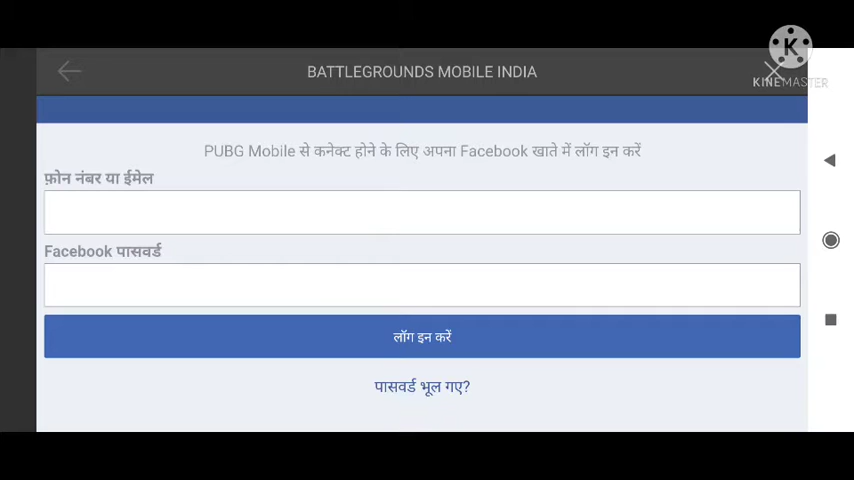 K
KINEMASTER
BATTLEGROUNDS MOBILE INDIA
PUBG Mobile से कनेक्ट होने के लिए अपना Facebook खाते में लॉग इन करें
फ़ोन नंबर या ईमेल
Facebook पासवर्ड
लॉग इन करें
पासवर्ड भूल गए?